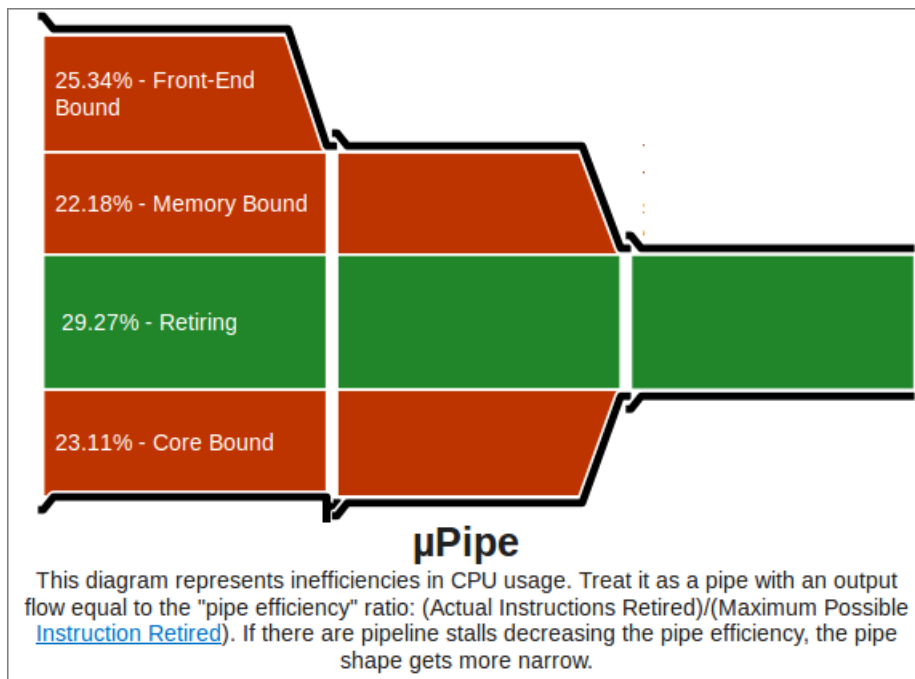 25.34% - Front-End
Bound
22.18% - Memory Bound
29.27% - Retiring
23.11% - Core Bound
µPipe
This diagram represents inefficiencies in CPU usage. Treat it as a pipe with an output
flow equal to the "pipe efficiency" ratio: (Actual Instructions Retired)/(Maximum Possible
Instruction Retired). If there are pipeline stalls decreasing the pipe efficiency, the pipe
shape gets more narrow.